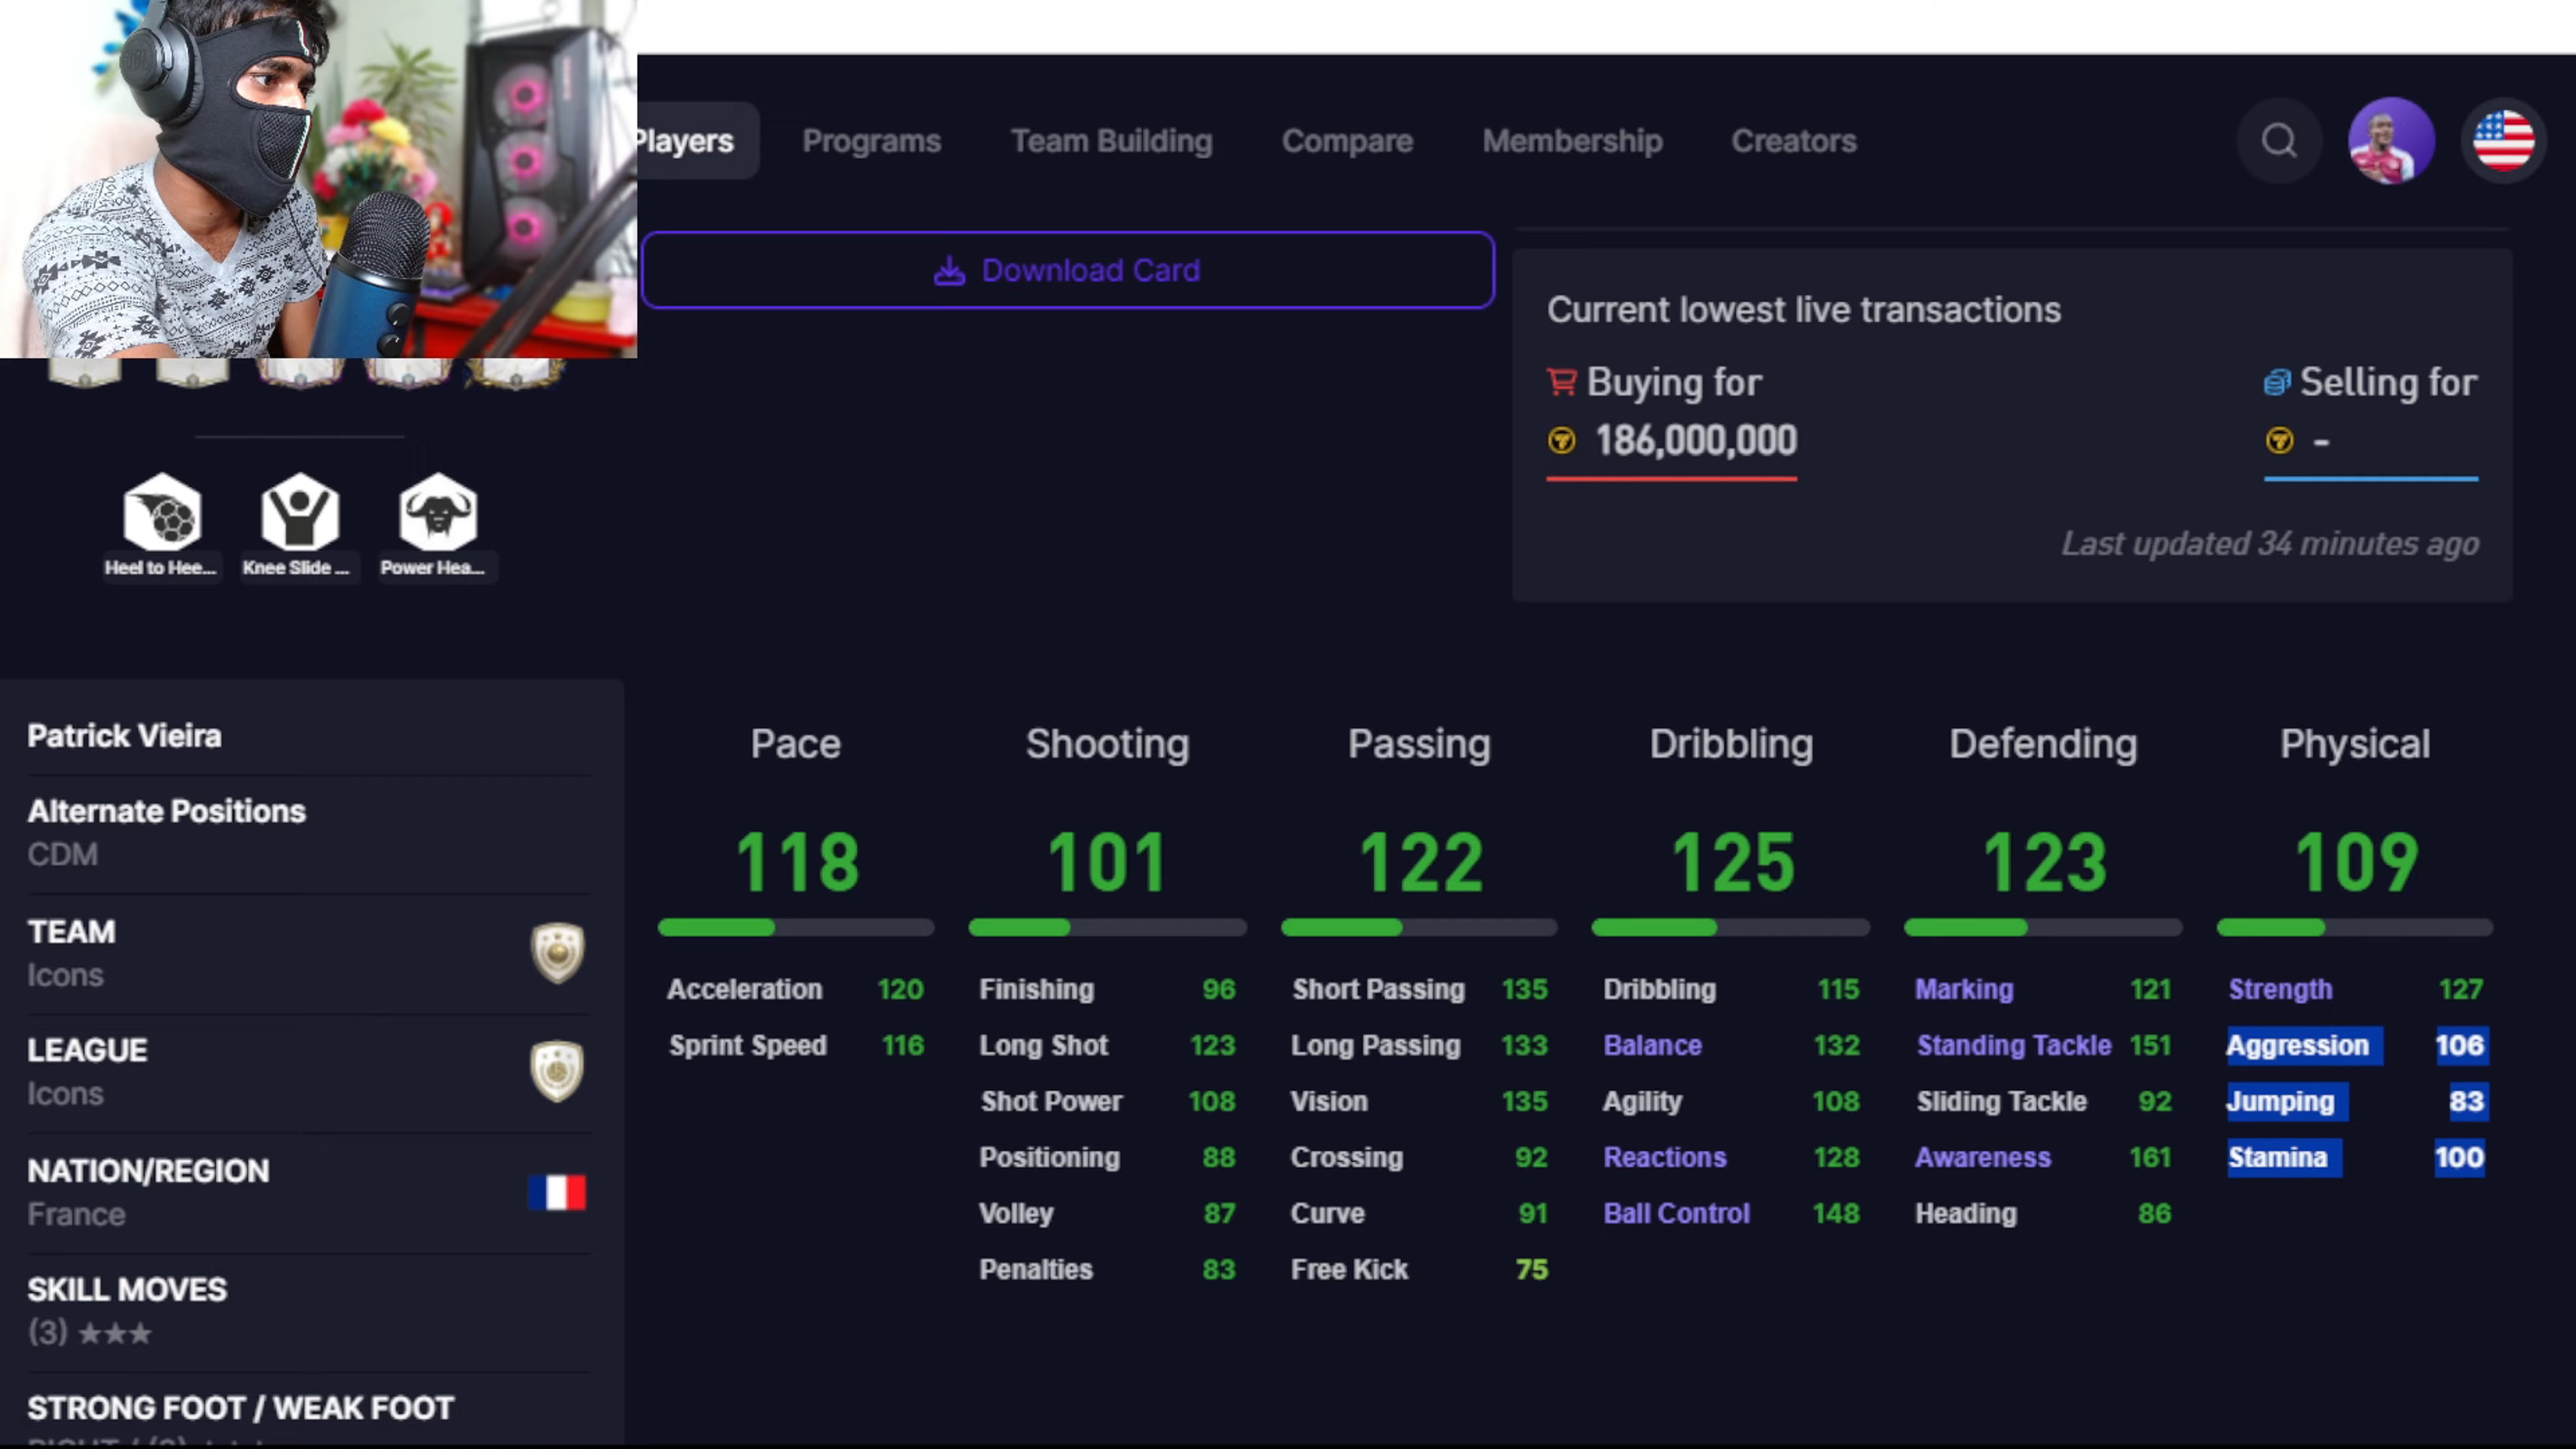 Players
Programs
Team Building
Compare
Membership
Creators
Download Card
Current lowest live transactions
Buying for
Selling for
186,000,000
-
Last updated 34 minutes ago
Heel to Hee...
Knee Slide ...
Power Hea...
Patrick Vieira
Alternate Positions
CDM
TEAM
Icons
LEAGUE
Icons
NATION/REGION
France
SKILL MOVES
(3) ★★★
STRONG FOOT / WEAK FOOT
Pace
118
Acceleration 120
Sprint Speed 116
Shooting
101
Finishing 96
Long Shot 123
Shot Power 108
Positioning 88
Volley 87
Penalties 83
Passing
122
Short Passing 135
Long Passing 133
Vision 135
Crossing 92
Curve 91
Free Kick 75
Dribbling
125
Dribbling 115
Balance 132
Agility 108
Reactions 128
Ball Control 148
Defending
123
Marking 121
Standing Tackle 151
Sliding Tackle 92
Awareness 161
Heading 86
Physical
109
Strength 127
Aggression 106
Jumping 83
Stamina 100